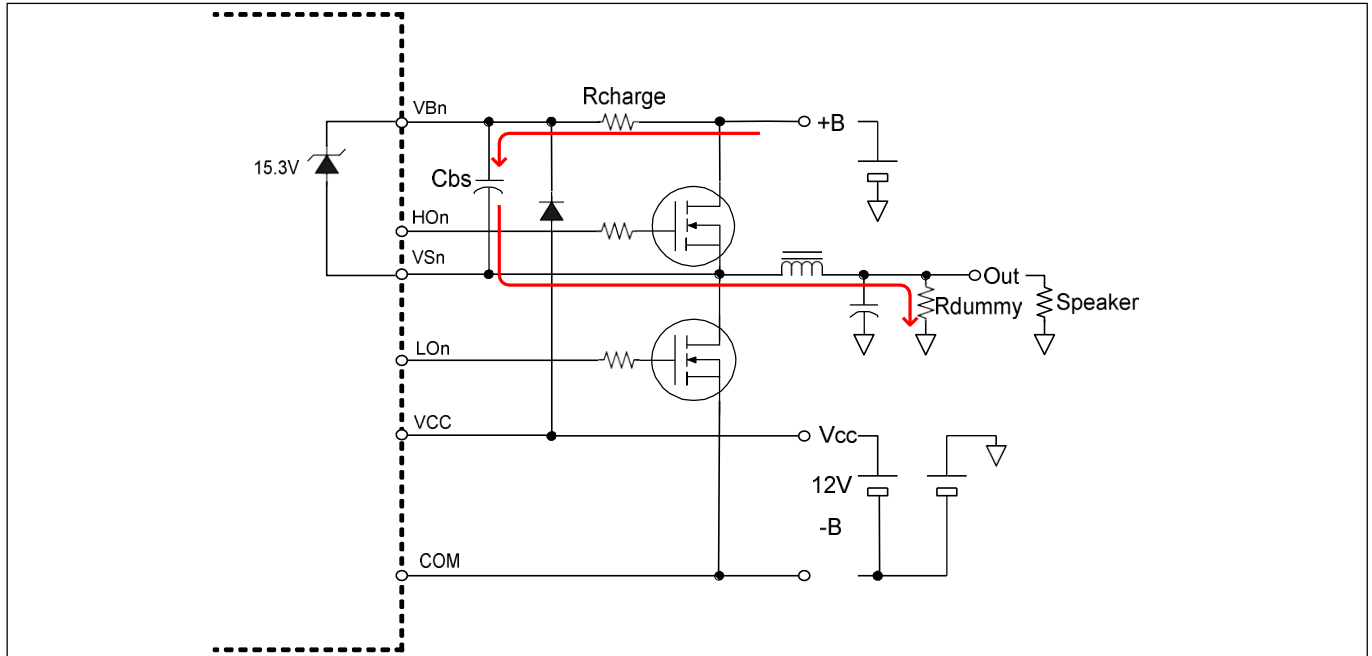 VBn
Rcharge
+B
15.3V
Cbs
HOn
VSn
Out
Rdummy
Speaker
LOn
VCC
Vcc
12V
-B
COM